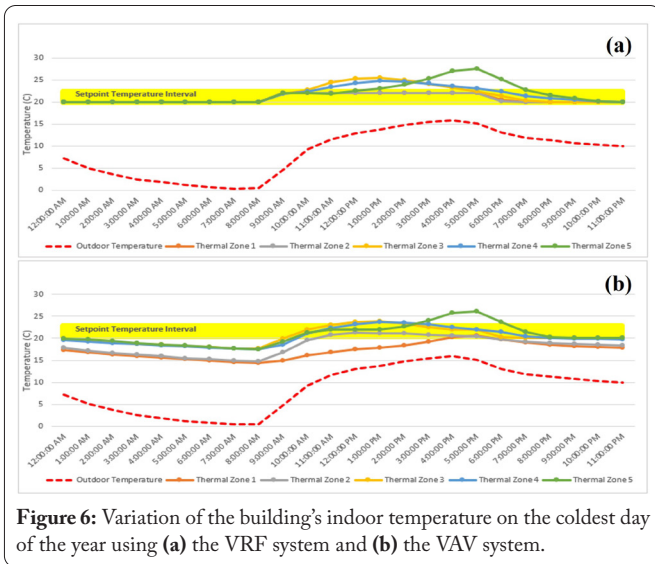 (a)
30
25
20
15
10
5
0
Temperature (C)
Setpoint Temperature Interval
12:00:00 AM
1:00:00 AM
2:00:00 AM
3:00:00 AM
4:00:00 AM
5:00:00 AM
6:00:00 AM
7:00:00 AM
8:00:00 AM
9:00:00 AM
10:00:00 AM
11:00:00 AM
12:00:00 PM
1:00:00 PM
2:00:00 PM
3:00:00 PM
4:00:00 PM
5:00:00 PM
6:00:00 PM
7:00:00 PM
8:00:00 PM
9:00:00 PM
10:00:00 PM
11:00:00 PM
Outdoor Temperature Thermal Zone 1 Thermal Zone 2 Thermal Zone 3 Thermal Zone 4 Thermal Zone 5
(b)
30
25
20
15
10
5
0
Temperature (C)
Setpoint Temperature Interval
12:00:00 AM
1:00:00 AM
2:00:00 AM
3:00:00 AM
4:00:00 AM
5:00:00 AM
6:00:00 AM
7:00:00 AM
8:00:00 AM
9:00:00 AM
10:00:00 AM
11:00:00 AM
12:00:00 PM
1:00:00 PM
2:00:00 PM
3:00:00 PM
4:00:00 PM
5:00:00 PM
6:00:00 PM
7:00:00 PM
8:00:00 PM
9:00:00 PM
10:00:00 PM
11:00:00 PM
Outdoor Temperature Thermal Zone 1 Thermal Zone 2 Thermal Zone 3 Thermal Zone 4 Thermal Zone 5
Figure 6: Variation of the building's indoor temperature on the coldest day
of the year using (a) the VRF system and (b) the VAV system.